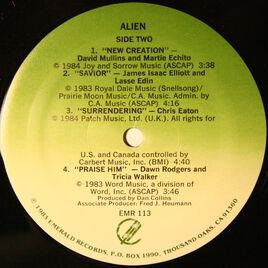 ALIEN
SIDE TWO
1. "NEW CREATION" —
David Mullins and Martie Echito
© 1984 Joy and Sorrow Music (ASCAP) 3:38
2. "SAVIOR" — James Isaac Elliott and
Lasse Edin
© 1983 Royal Dale Music (Snellsong)/
Prairie Moon Music/C.A. Music. Admin. by
C.A. Music (ASCAP) 4:16
3. "SURRENDERING" — Chris Eaton
© 1984 Patch Music, Ltd. (U.K.). All rights for
U.S. and Canada controlled by
Carbert Music, Inc. (BMI) 4:40
4. "PRAISE HIM" — Dawn Rodgers and
Tricia Walker
© 1983 Word Music, a division of
Word, Inc. (ASCAP) 3:46
Produced by Dan Collins
Associate Producer: Fred J. Heumann
EMR 113
EMERALD RECORDS, P.O. BOX 1990, THOUSAND OAKS, CA 91360